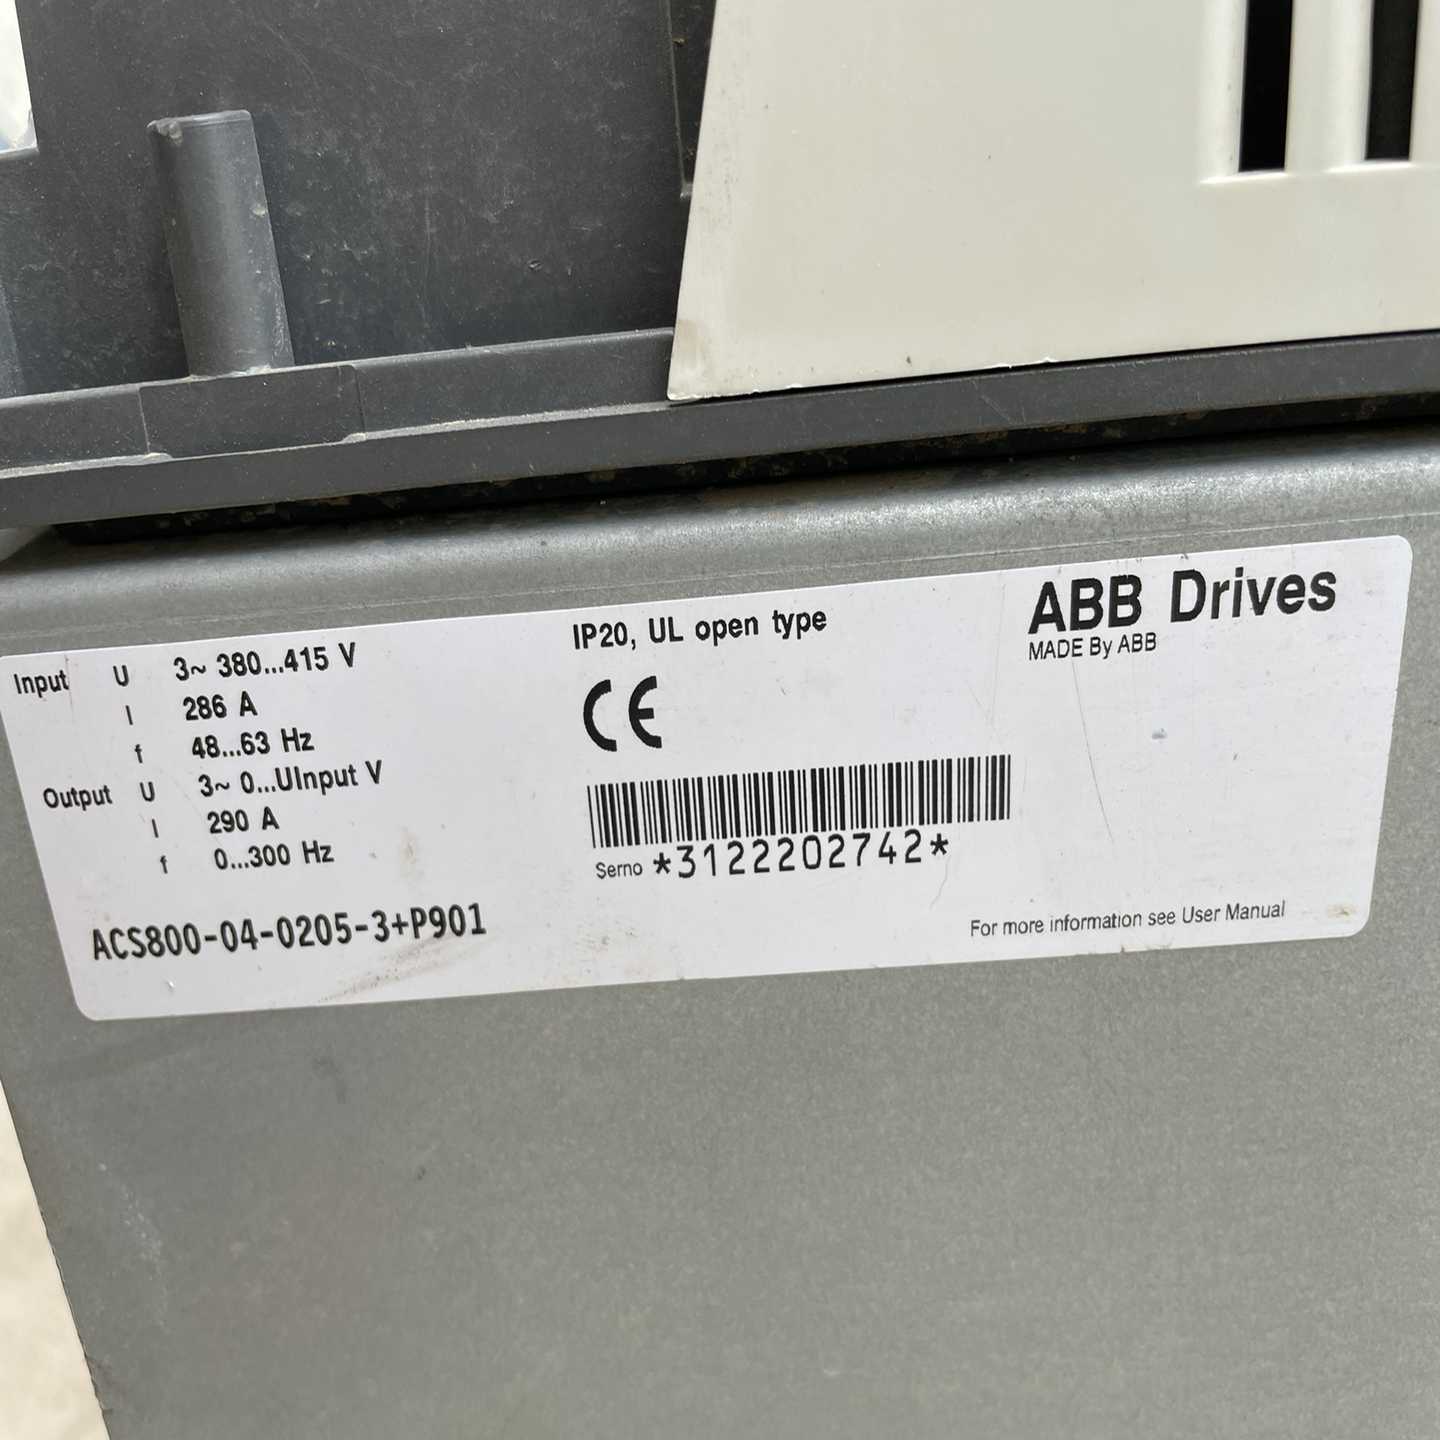 Input U 3~ 380...415 V
I 286 A
f 48...63 Hz
Output U 3~ 0...UInput V
I 290 A
f 0...300 Hz
ACS800-04-0205-3+P901
IP20, UL open type
CE
Serno *3122202742*
ABB Drives
MADE By ABB
For more information see User Manual